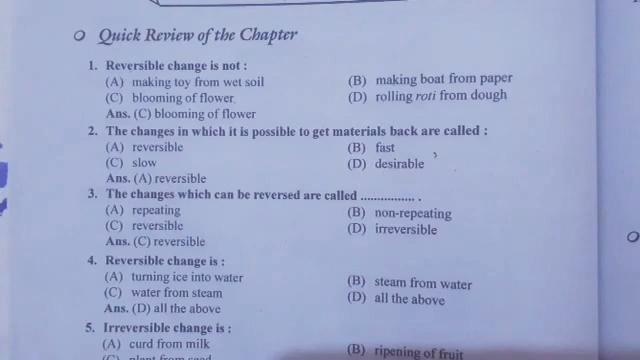 Quick Review of the Chapter
1. Reversible change is not :
(A) making toy from wet soil (B) making boat from paper
(C) blooming of flower (D) rolling roti from dough
Ans. (C) blooming of flower
2. The changes in which it is possible to get materials back are called :
(A) reversible (B) fast
(C) slow (D) desirable
Ans. (A) reversible
3. The changes which can be reversed are called ................ .
(A) repeating (B) non-repeating
(C) reversible (D) irreversible
Ans. (C) reversible
4. Reversible change is :
(A) turning ice into water (B) steam from water
(C) water from steam (D) all the above
Ans. (D) all the above
5. Irreversible change is :
(A) curd from milk (B) ripening of fruit
(C) plant from seed